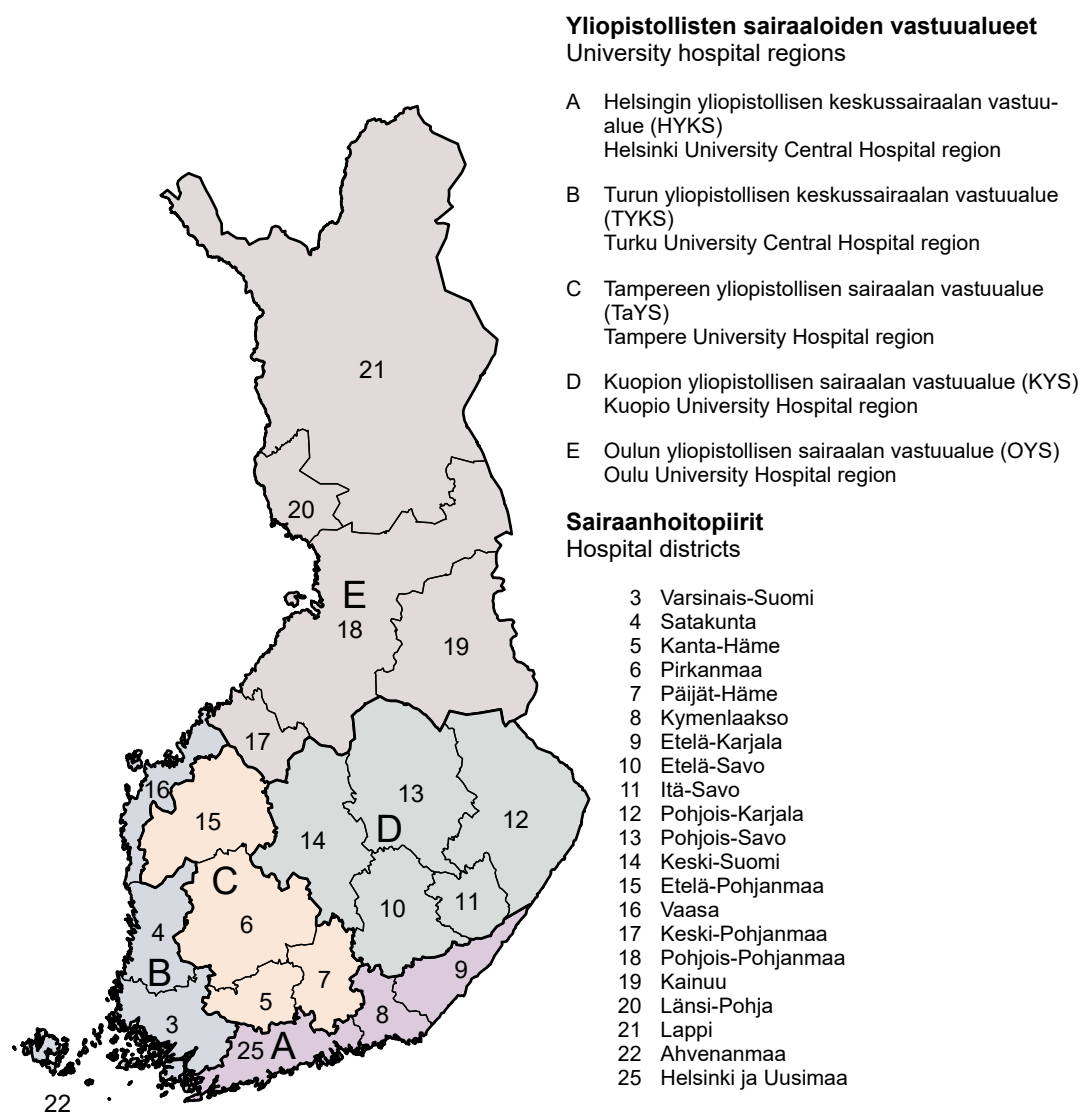 Yliopistollisten sairaaloiden vastuualueet
University hospital regions
A Helsingin yliopistollisen keskussairaalan vastuu-
alue (HYKS)
Helsinki University Central Hospital region
B Turun yliopistollisen keskussairaalan vastuualue
(TYKS)
Turku University Central Hospital region
C Tampereen yliopistollisen sairaalan vastuualue
(TaYS)
Tampere University Hospital region
D Kuopion yliopistollisen sairaalan vastuualue (KYS)
Kuopio University Hospital region
E Oulun yliopistollisen sairaalan vastuualue (OYS)
Oulu University Hospital region
Sairaanhoitopiirit
Hospital districts
3 Varsinais-Suomi
4 Satakunta
5 Kanta-Häme
6 Pirkanmaa
7 Päijät-Häme
8 Kymenlaakso
9 Etelä-Karjala
10 Etelä-Savo
11 Itä-Savo
12 Pohjois-Karjala
13 Pohjois-Savo
14 Keski-Suomi
15 Etelä-Pohjanmaa
16 Vaasa
17 Keski-Pohjanmaa
18 Pohjois-Pohjanmaa
19 Kainuu
20 Länsi-Pohja
21 Lappi
22 Ahvenanmaa
25 Helsinki ja Uusimaa
21
20
E
18
19
17
16
13
15
12
D
14
C
11
10
6
4
9
B
7
5
8
3
25 A
22